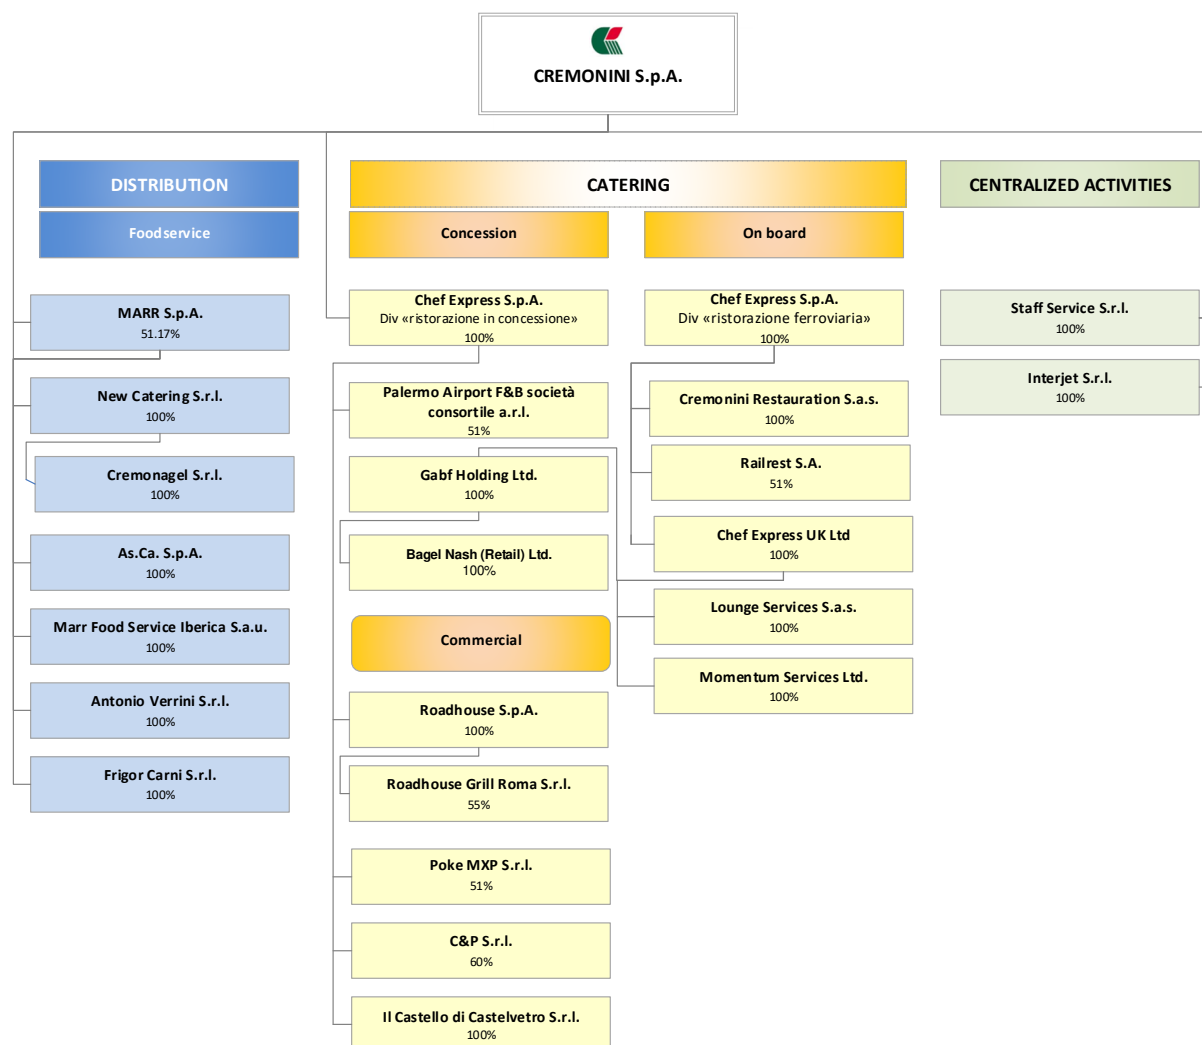 CREMONINI S.p.A.
DISTRIBUTION
Foodservice
MARR S.p.A.
51.17%
New Catering S.r.l.
100%
Cremonagel S.r.l.
100%
As.Ca. S.p.A.
100%
Marr Food Service Iberica S.a.u.
100%
Antonio Verrini S.r.l.
100%
Frigor Carni S.r.l.
100%
CATERING
Concession
Chef Express S.p.A.
Div «ristorazione in concessione»
100%
Palermo Airport F&B società
consortile a.r.l.
51%
Gabf Holding Ltd.
100%
Bagel Nash (Retail) Ltd.
100%
Commercial
Roadhouse S.p.A.
100%
Roadhouse Grill Roma S.r.l.
55%
Poke MXP S.r.l.
51%
C&P S.r.l.
60%
Il Castello di Castelvetro S.r.l.
100%
On board
Chef Express S.p.A.
Div «ristorazione ferroviaria»
100%
Cremonini Restauration S.a.s.
100%
Railrest S.A.
51%
Chef Express UK Ltd
100%
Lounge Services S.a.s.
100%
Momentum Services Ltd.
100%
CENTRALIZED ACTIVITIES
Staff Service S.r.l.
100%
Interjet S.r.l.
100%